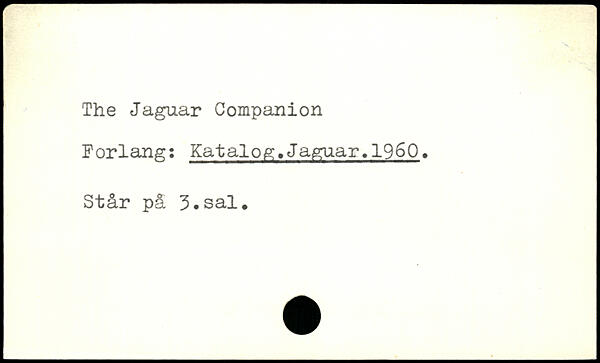 The Jaguar Companion
Forlang: Katalog.Jaguar.1960.
Står på 3.sal.